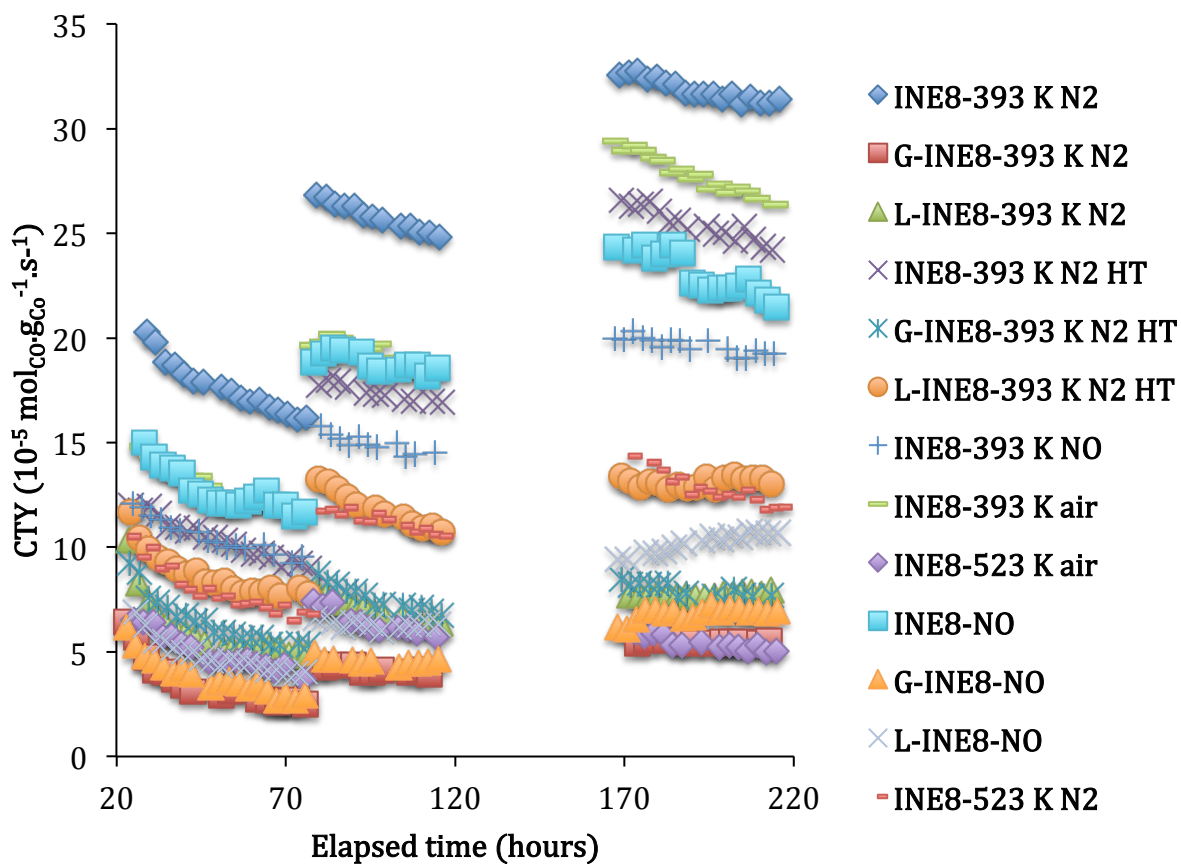 35
30
25
20
15
10
5
0
20
70
120
170
220
CTY (10⁻⁵ mol_CO.g_Co⁻¹.s⁻¹)
Elapsed time (hours)
INE8-393 K N2
G-INE8-393 K N2
L-INE8-393 K N2
INE8-393 K N2 HT
G-INE8-393 K N2 HT
L-INE8-393 K N2 HT
INE8-393 K NO
INE8-393 K air
INE8-523 K air
INE8-NO
G-INE8-NO
L-INE8-NO
INE8-523 K N2